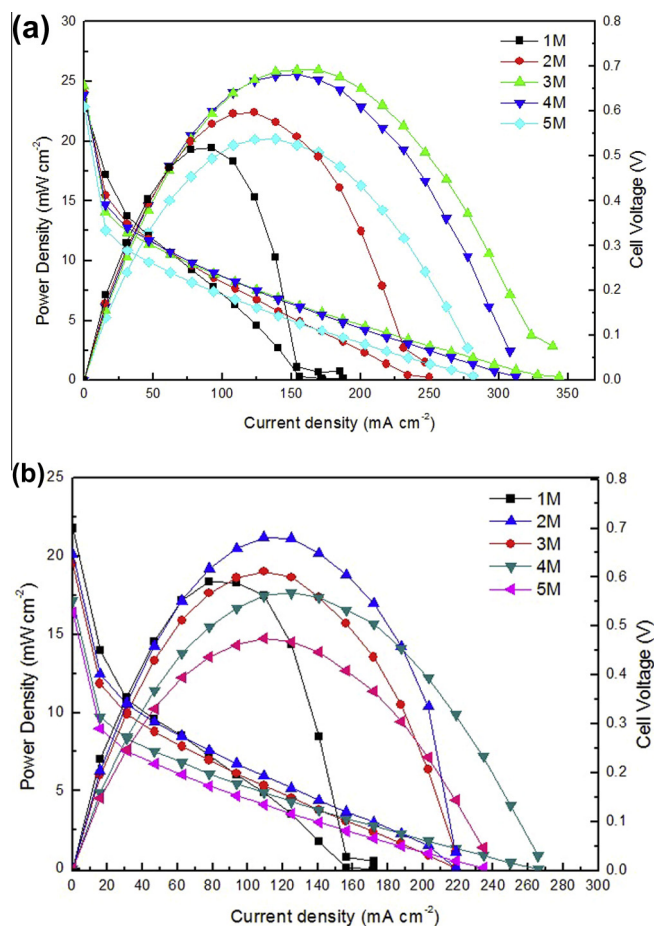 (a)
30
25
20
15
10
5
0
Power Density (mW cm-2)
0.8
0.7
0.6
0.5
0.4
0.3
0.2
0.1
0.0
Cell Voltage (V)
1M
2M
3M
4M
5M
0 50 100 150 200 250 300 350
Current density (mA cm-2)
(b)
25
20
15
10
5
0
Power Density (mW cm-2)
0.8
0.7
0.6
0.5
0.4
0.3
0.2
0.1
0.0
Cell Voltage (V)
1M
2M
3M
4M
5M
0 20 40 60 80 100 120 140 160 180 200 220 240 260 280 300
Current density (mA cm-2)